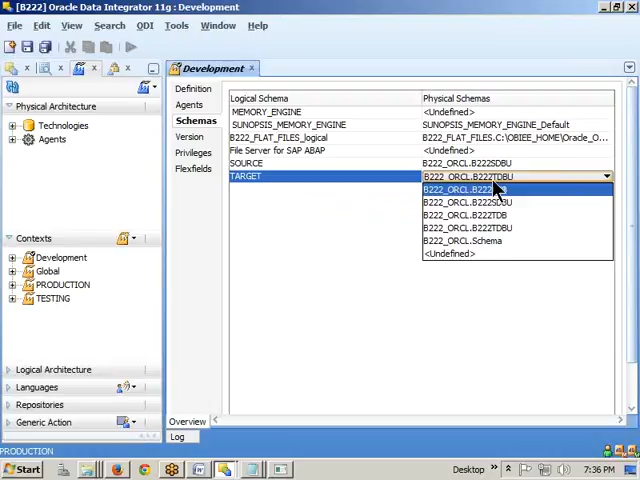 [B222] Oracle Data Integrator 11g : Development
File Edit View Search ODI Tools Window Help
Development
Physical Architecture
Technologies
Agents
Contexts
Development
Global
PRODUCTION
TESTING
Logical Architecture
Languages
Repositories
Generic Action
Definition
Agents
Schemas
Version
Privileges
Flexfields
Logical Schema Physical Schemas
MEMORY_ENGINE <Undefined>
SUNOPSIS_MEMORY_ENGINE SUNOPSIS_MEMORY_ENGINE_Default
B222_FLAT_FILES_logical B222_FLAT_FILES.C:\OBIEE_HOME\Oracle_O...
File Server for SAP ABAP <Undefined>
SOURCE B222_ORCL.B222SDBU
TARGET B222_ORCL.B222TDBU
B222_ORCL.B222SDBU
B222_ORCL.B222TDB
B222_ORCL.B222TDBU
B222_ORCL.Schema
<Undefined>
Overview
Log
PRODUCTION
Start Desktop 7:36 PM